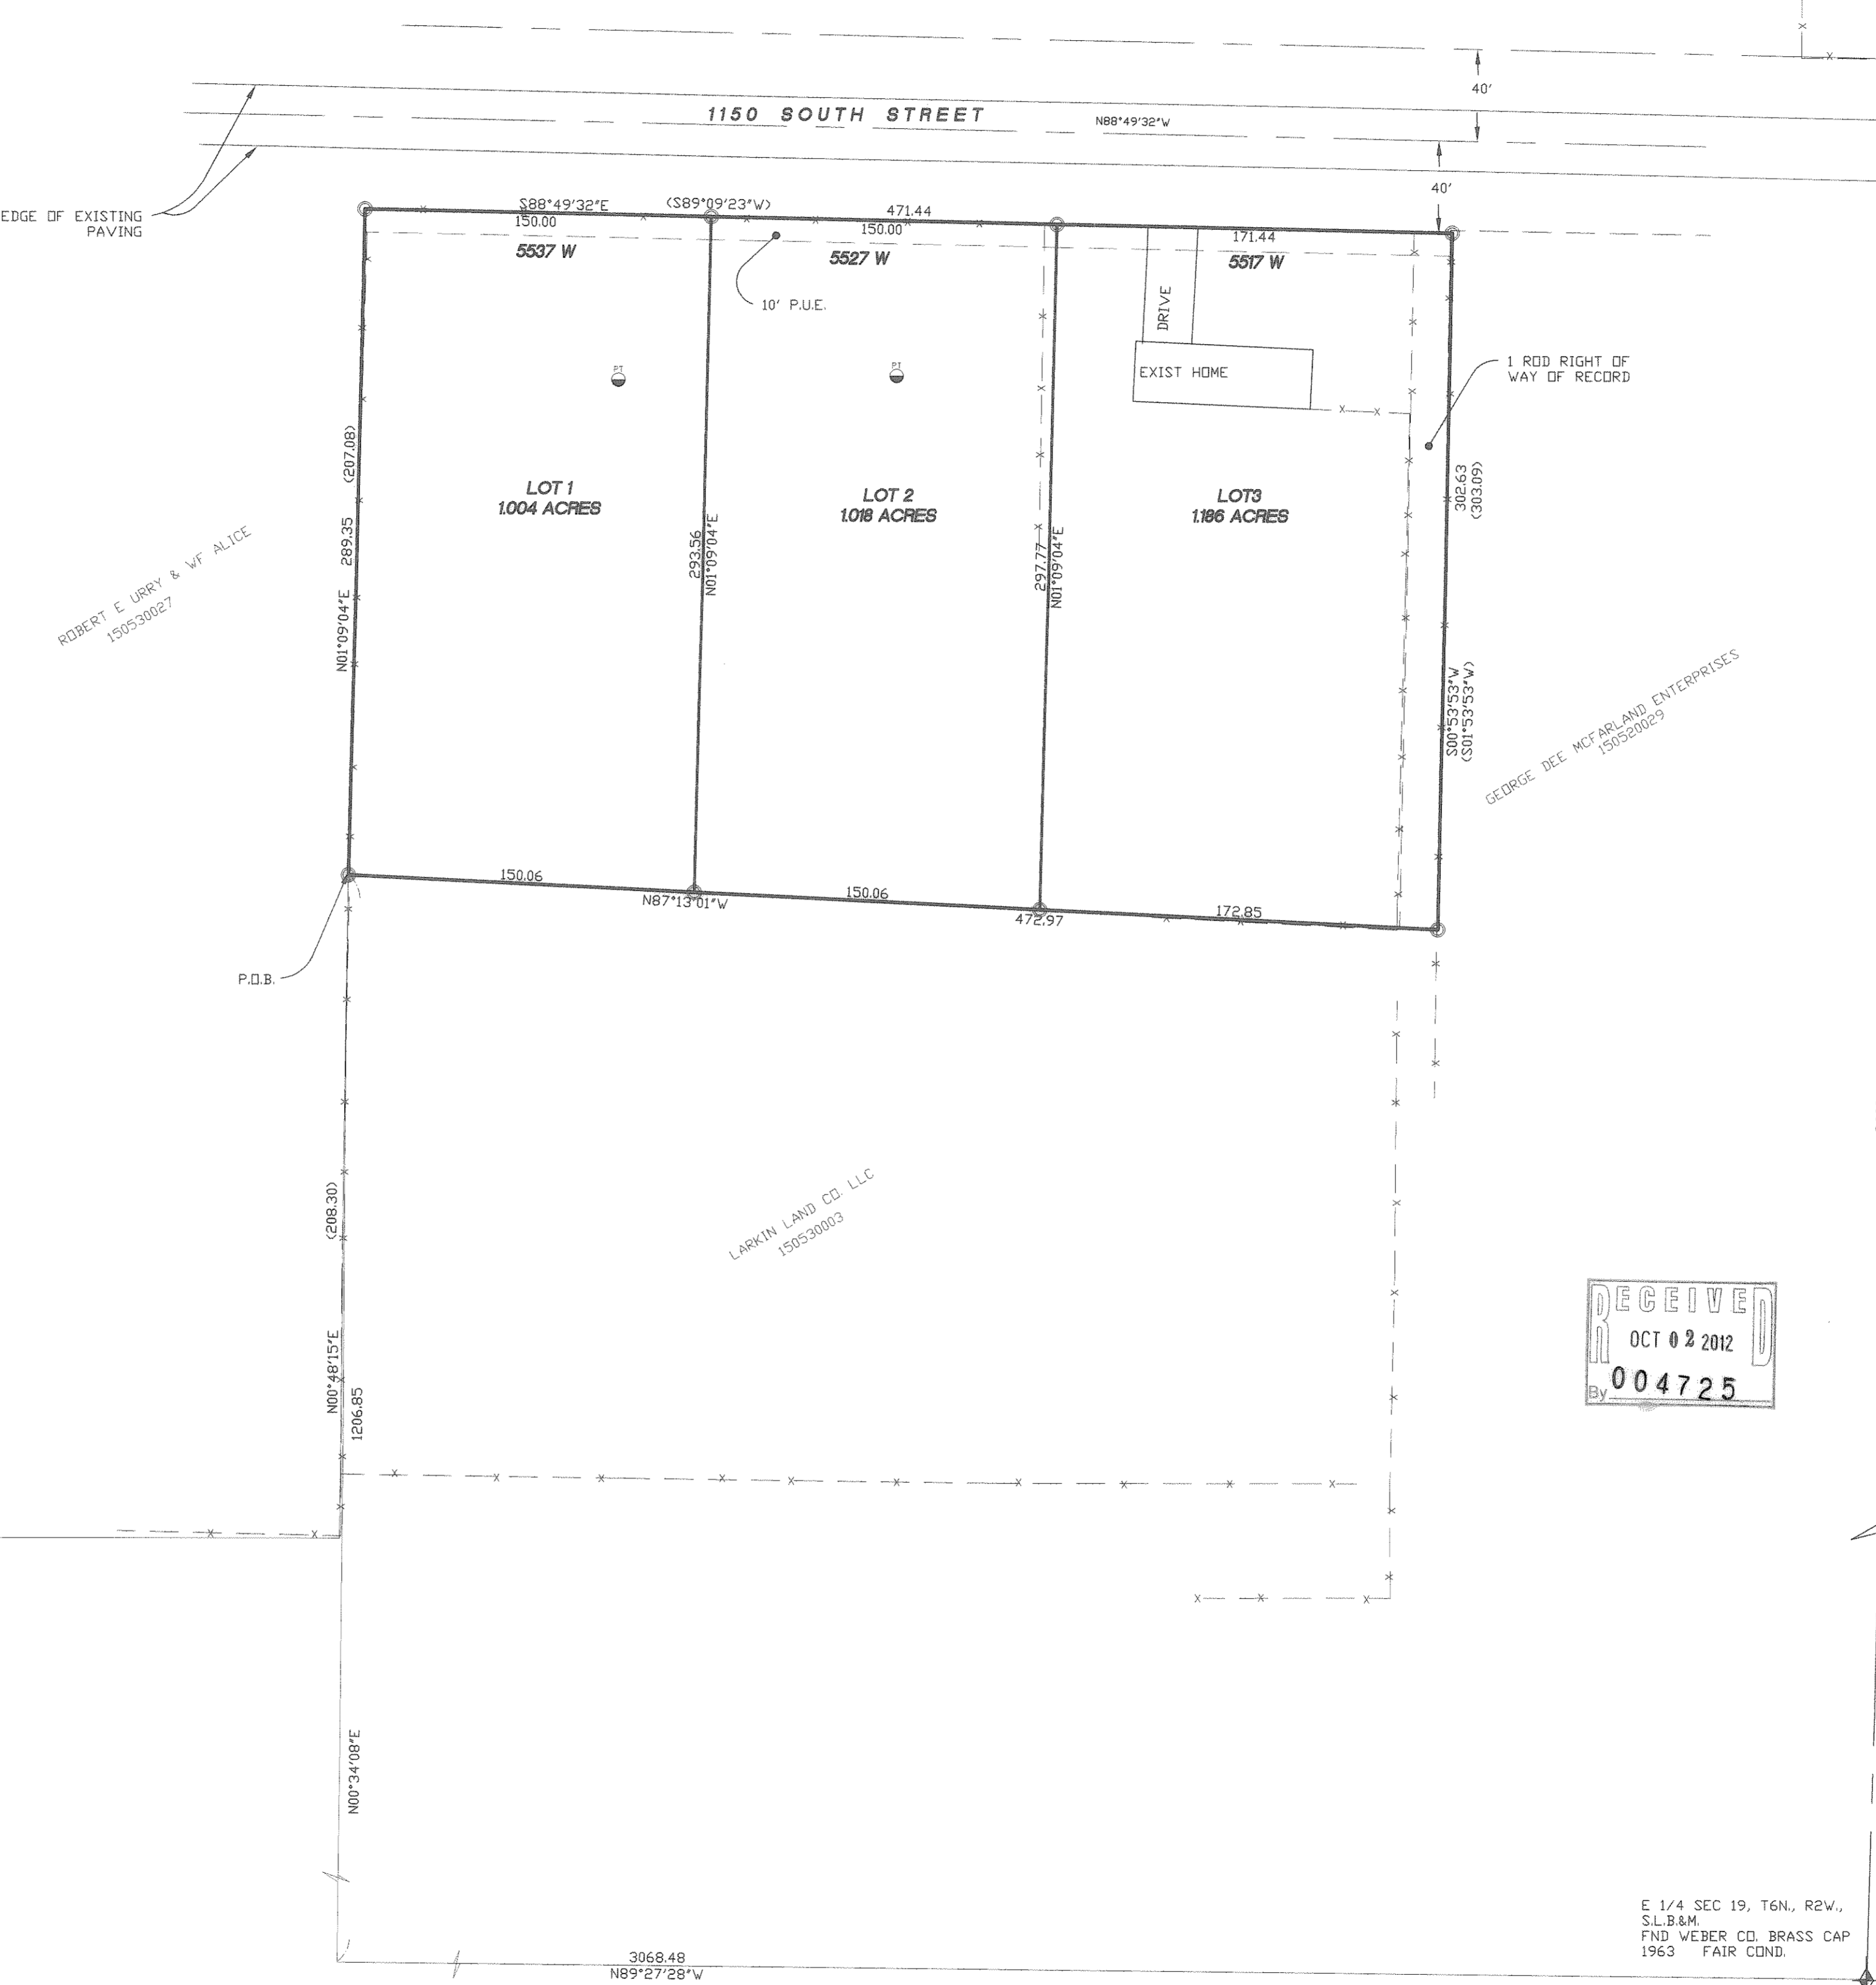 40'
1150 SOUTH STREET
N88°49'32"W
40'
EDGE OF EXISTING
PAVING
S88°49'32"E
(S89°09'23"W)
471.44
150.00
150.00
171.44
5537 W
5527 W
5517 W
10' P.U.E.
DRIVE
PT
PT
EXIST HOME
1 ROD RIGHT OF
WAY OF RECORD
(207.08)
289.35
N01°09'04"E
LOT 1
1.004 ACRES
LOT 2
1.018 ACRES
LOT3
1.186 ACRES
293.56
N01°09'04"E
297.77
N01°09'04"E
302.63
(303.09)
S00°53'53"W
(S01°53'53"W)
ROBERT E URRY & WF ALICE
150530027
GEORGE DEE MCFARLAND ENTERPRISES
150520029
150.06
N87°13'01"W
150.06
472.97
172.85
P.O.B.
LARKIN LAND CO. LLC
150530003
(208.30)
N00°48'15"E
1206.85
RECEIVED
OCT 02 2012
By 004725
N00°34'08"E
3068.48
N89°27'28"W
E 1/4 SEC 19, T6N., R2W.,
S.L.B.&M.
FND WEBER CO. BRASS CAP
1963 FAIR COND.